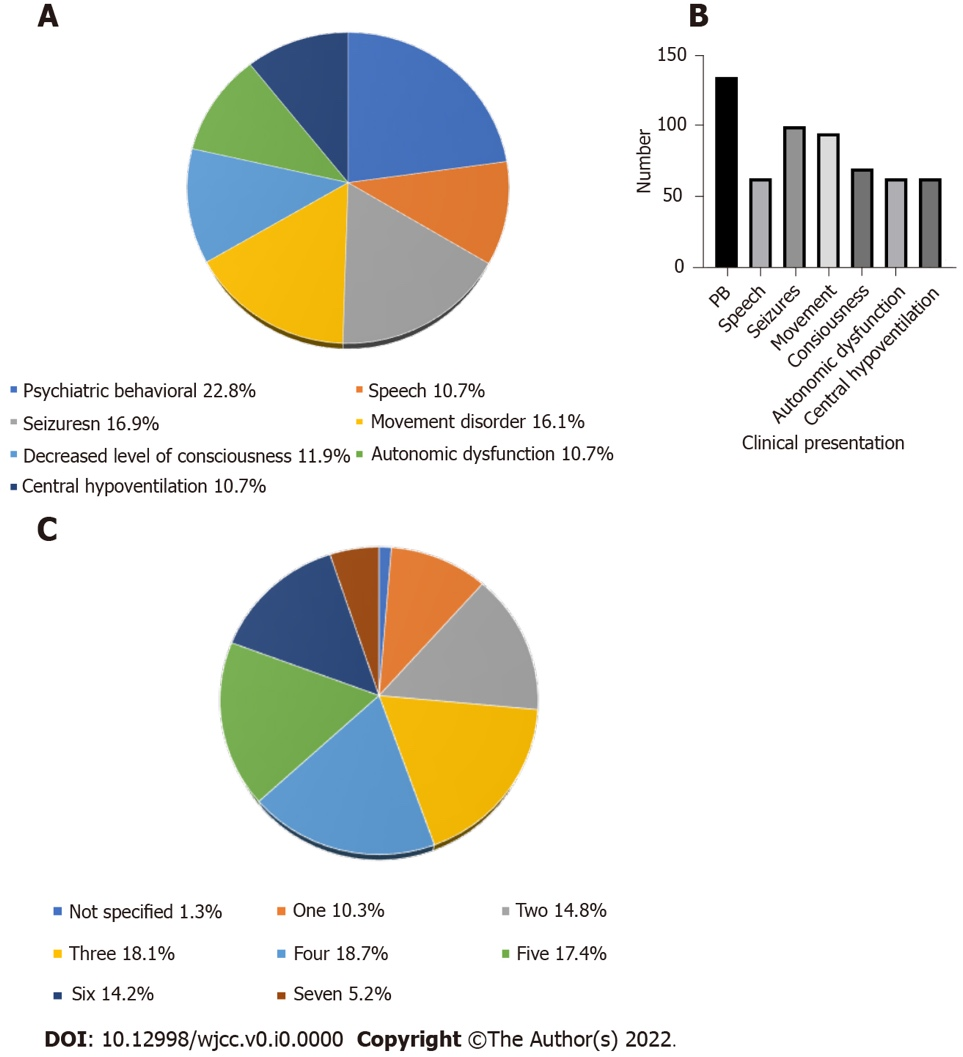 A
B
150
100
50
0
Number
PB
Speech
Seizures
Movement
Consiousness
Autonomic dysfunction
Central hypoventilation
Clinical presentation
Psychiatric behavioral 22.8%
Speech 10.7%
Seizuresn 16.9%
Movement disorder 16.1%
Decreased level of consciousness 11.9%
Autonomic dysfunction 10.7%
Central hypoventilation 10.7%
C
Not specified 1.3%
One 10.3%
Two 14.8%
Three 18.1%
Four 18.7%
Five 17.4%
Six 14.2%
Seven 5.2%
DOI: 10.12998/wjcc.v0.i0.0000 Copyright ©The Author(s) 2022.